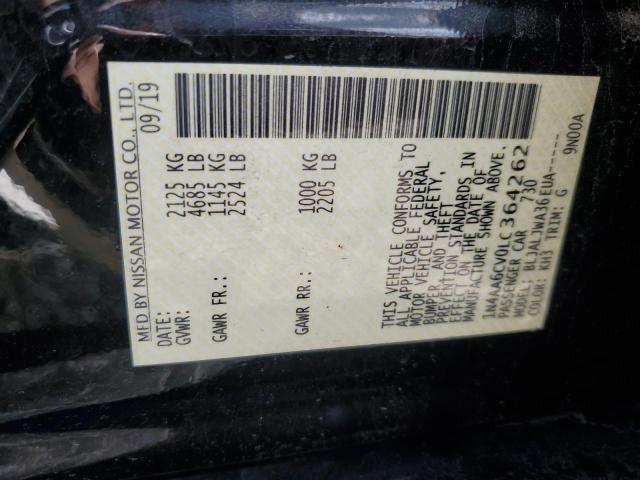 MFD BY NISSAN MOTOR CO., LTD.
DATE: 09/19
GVWR: 2125 KG
4685 LB
GAWR FR.: 1145 KG
2524 LB
GAWR RR.: 1000 KG
2205 LB
THIS VEHICLE CONFORMS TO
ALL APPLICABLE FEDERAL
MOTOR VEHICLE SAFETY,
BUMPER, AND THEFT
PREVENTION STANDARDS IN
EFFECT ON THE DATE OF
MANUFACTURE SHOWN ABOVE.
1N4AA6CV0LC364262
PASSENGER CAR 730
MODEL: BLJALJWA36EUA-----
COLOR: KH3 TRIM: G 9N00A